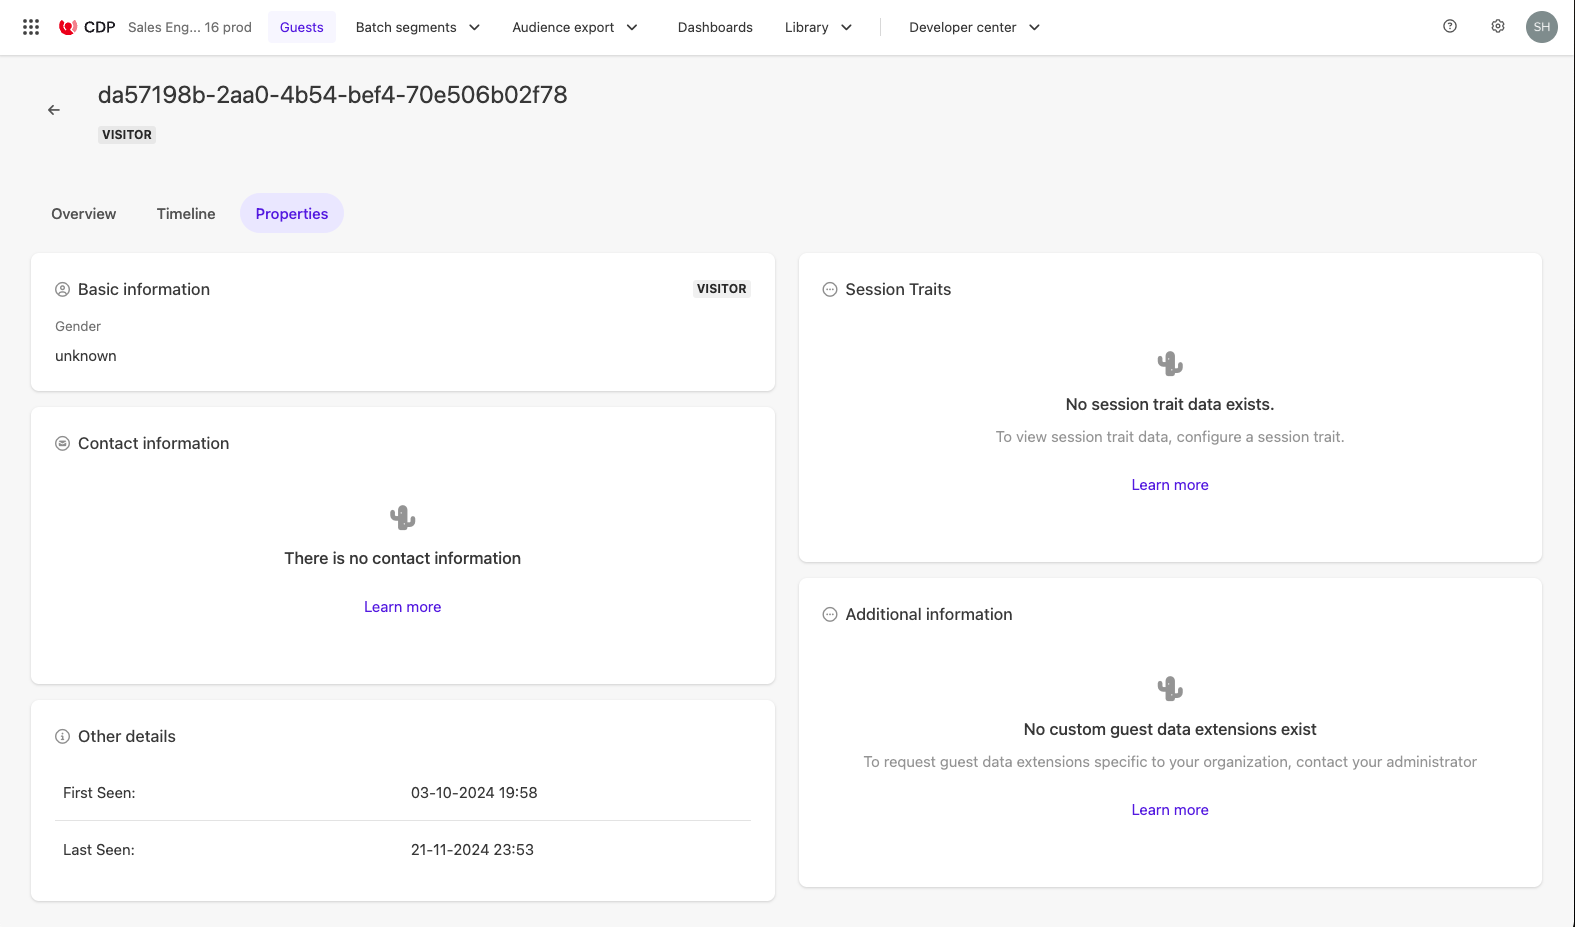 CDP Sales Eng... 16 prod Guests Batch segments Audience export Dashboards Library Developer center SH
da57198b-2aa0-4b54-bef4-70e506b02f78
VISITOR
Overview Timeline Properties
Basic information VISITOR
Gender
unknown
Contact information
There is no contact information
Learn more
Other details
First Seen: 03-10-2024 19:58
Last Seen: 21-11-2024 23:53
Session Traits
No session trait data exists.
To view session trait data, configure a session trait.
Learn more
Additional information
No custom guest data extensions exist
To request guest data extensions specific to your organization, contact your administrator
Learn more